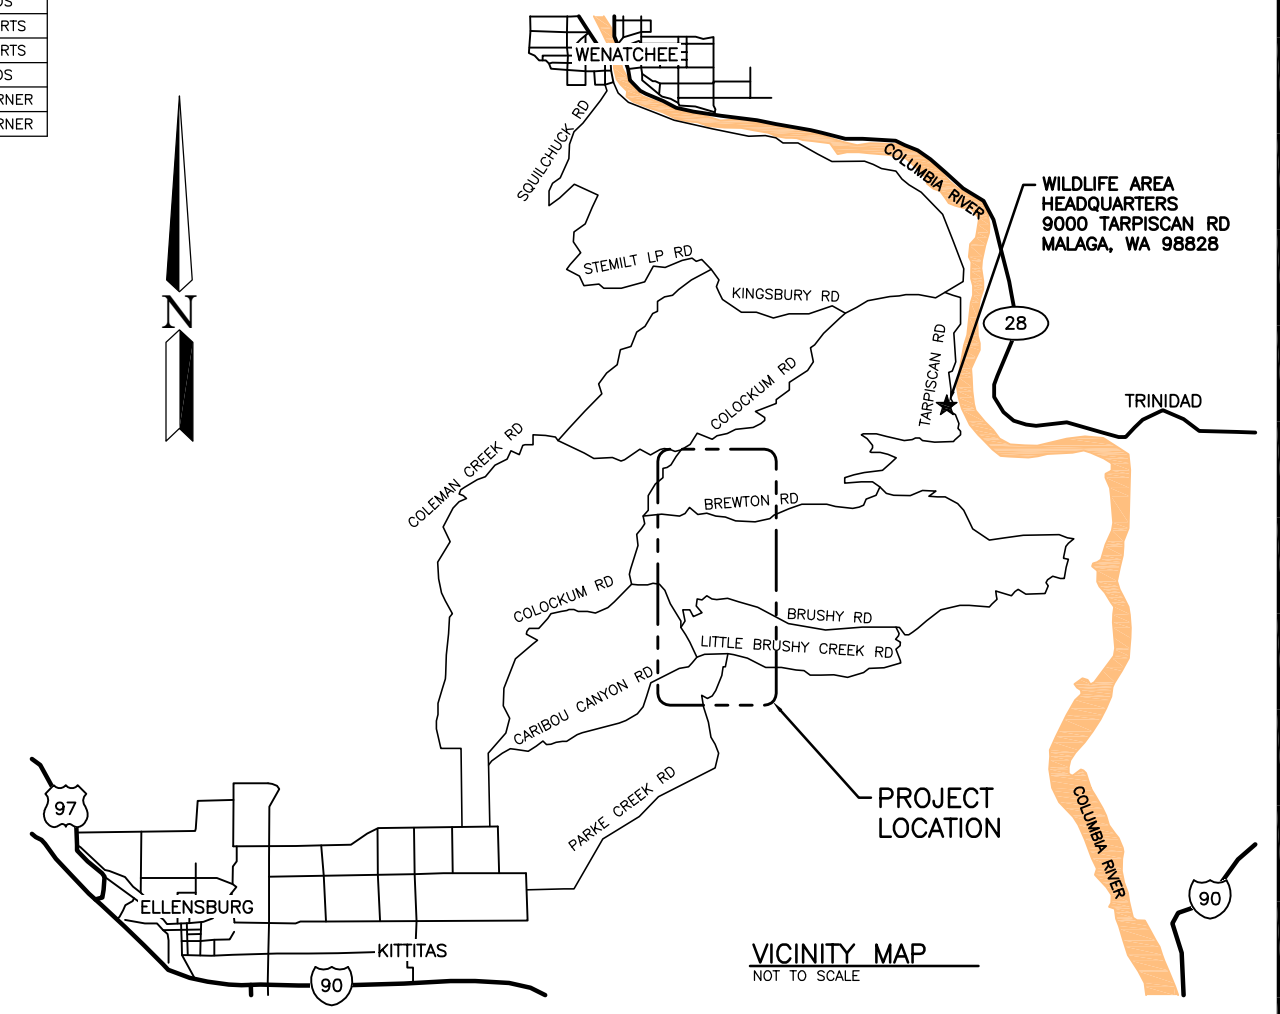 OS
RTS
RTS
OS
RNER
RNER
WENATCHEE
SQUILCHUCK RD
COLUMBIA RIVER
WILDLIFE AREA
HEADQUARTERS
9000 TARPISCAN RD
MALAGA, WA 98828
STEMILT LP RD
KINGSBURY RD
N
28
TARPISCAN RD
COLOCKUM RD
TRINIDAD
COLEMAN CREEK RD
BREWTON RD
COLOCKUM RD
BRUSHY RD
LITTLE BRUSHY CREEK RD
CARIBOU CANYON RD
PROJECT
LOCATION
PARKE CREEK RD
97
COLUMBIA RIVER
ELLENSBURG
90
KITTITAS
VICINITY MAP
NOT TO SCALE
90